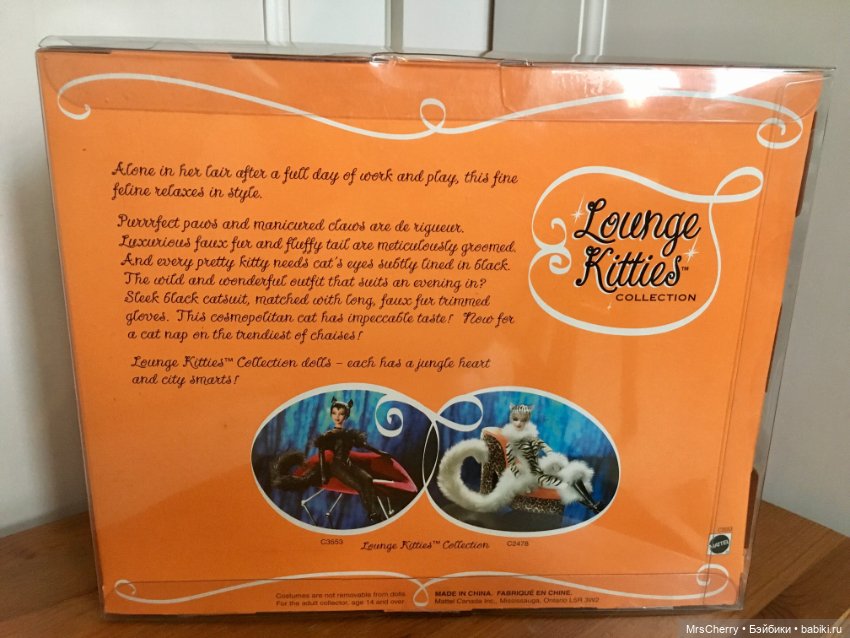 Alone in her lair after a full day of work and play, this fine
feline relaxes in style.
Purrrfect paws and manicured claws are de rigueur.
Luxurious faux fur and fluffy tail are meticulously groomed.
And every pretty kitty needs cat's eyes subtly lined in black.
The wild and wonderful outfit that suits an evening in?
Sleek black catsuit, matched with long, faux fur trimmed
gloves. This cosmopolitan cat has impeccable taste! Now for
a cat nap on the trendiest of chaises!
Lounge Kitties™ Collection dolls – each has a jungle heart
and city smarts!
Lounge
Kitties™
COLLECTION
C3553
Lounge Kitties™ Collection
C2478
MATTEL
Costumes are not removable from dolls.
For the adult collector, age 14 and over.
MADE IN CHINA. FABRIQUÉ EN CHINE.
Mattel Canada Inc., Mississauga, Ontario L5R 3W2
MrsCherry • Бэйбики • babiki.ru